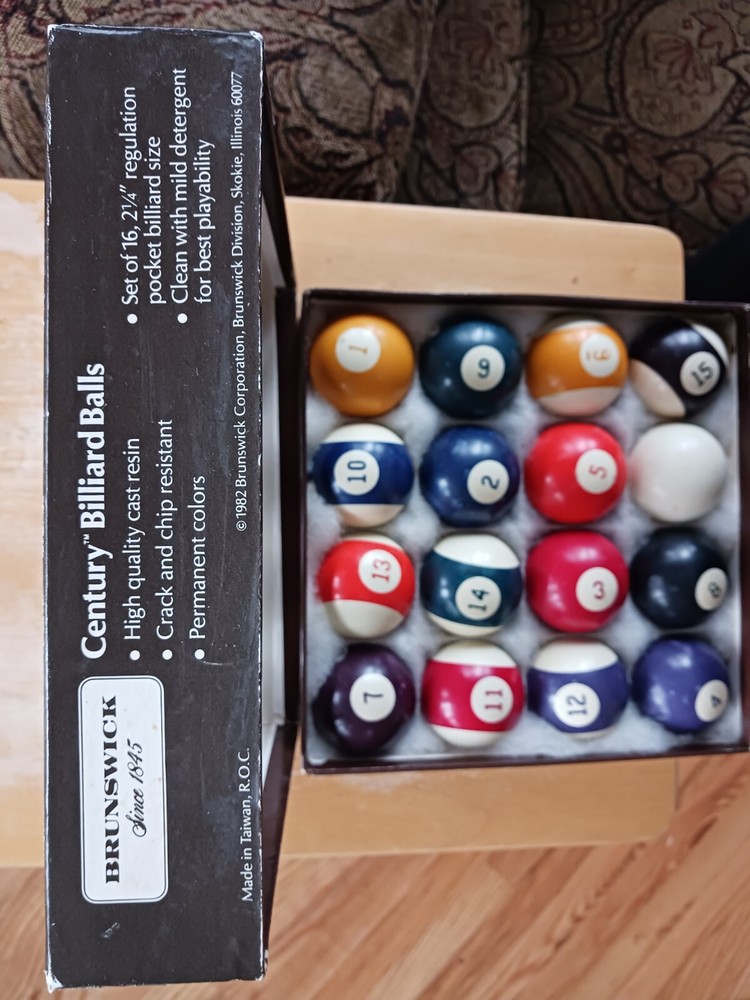 BRUNSWICK
Since 1845
Century™ Billiard Balls
• High quality cast resin
• Crack and chip resistant
• Permanent colors
• Set of 16, 2¼" regulation
pocket billiard size
• Clean with mild detergent
for best playability
Made in Taiwan, R.O.C.
© 1982 Brunswick Corporation, Brunswick Division, Skokie, Illinois 60077
1
6
9
15
10
2
5
13
14
3
8
7
11
12
4